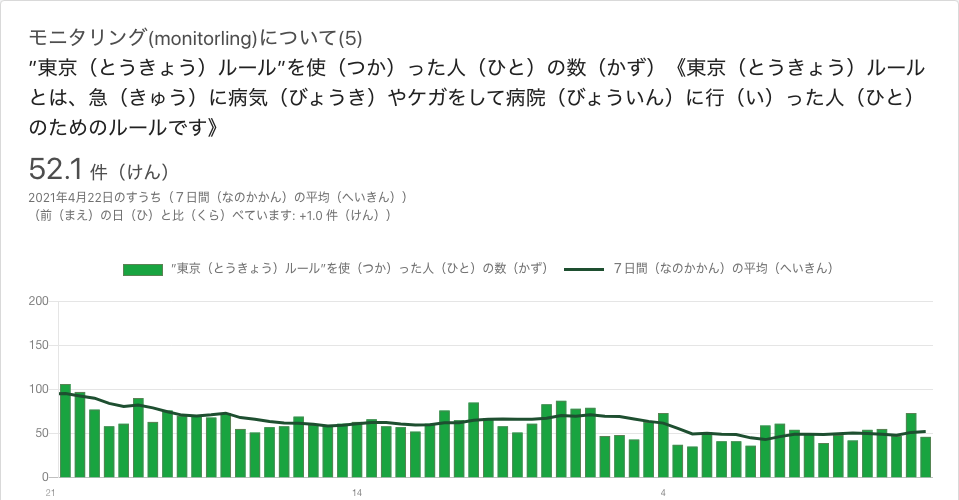 モニタリング(monitorling)について(5)
”東京（とうきょう）ルール”を使（つか）った人（ひと）の数（かず）《東京（とうきょう）ルール
とは、急（きゅう）に病気（びょうき）やケガをして病院（びょういん）に行（い）った人（ひと）
のためのルールです》
52.1 件（けん）
2021年4月22日のすうち（７日間（なのかかん）の平均（へいきん））
（前（まえ）の日（ひ）と比（くら）べています: +1.0 件（けん））
”東京（とうきょう）ルール”を使（つか）った人（ひと）の数（かず） ７日間（なのかかん）の平均（へいきん）
200
150
100
50
0
21 14 4